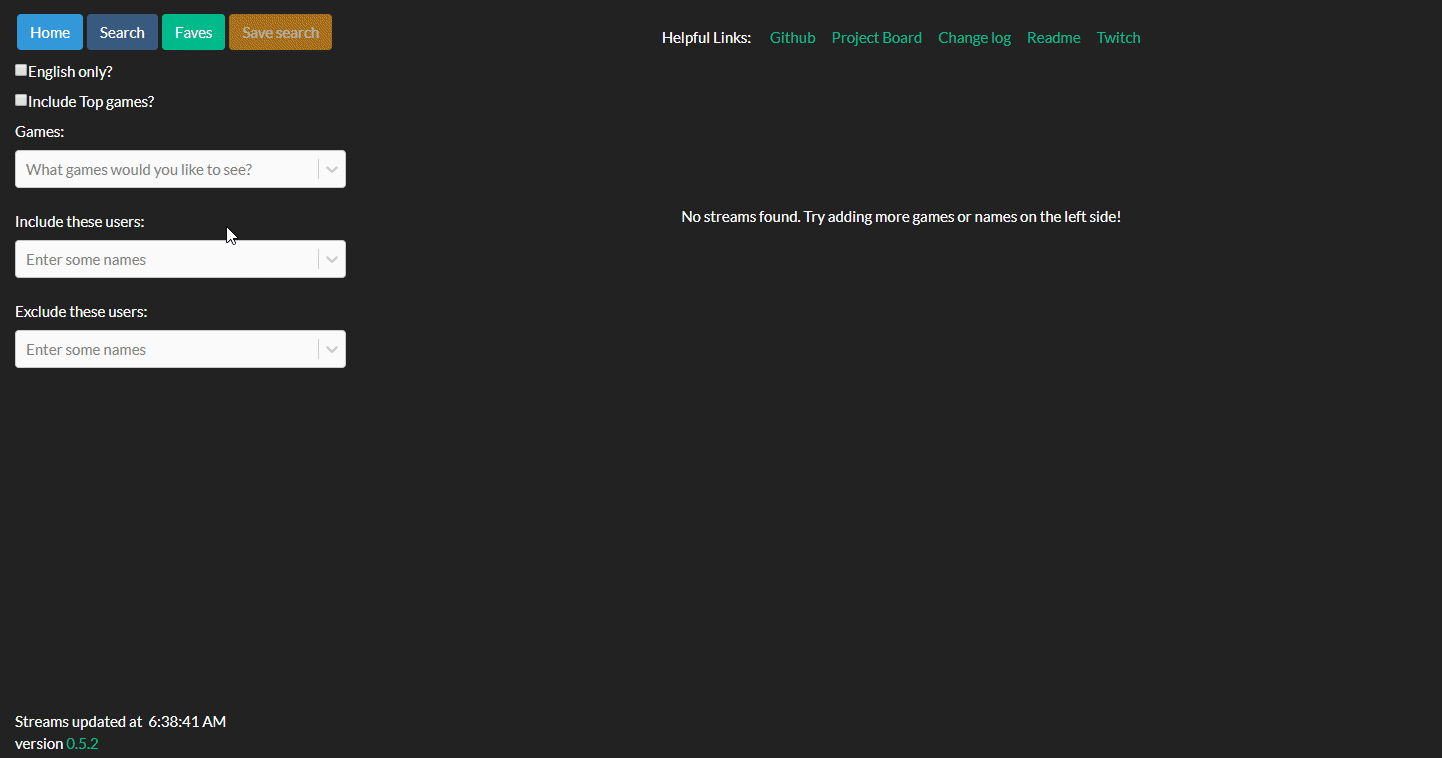 Home Search Faves Save search
Helpful Links: Github Project Board Change log Readme Twitch
English only?
Include Top games?
Games:
What games would you like to see?
Include these users:
Enter some names
Exclude these users:
Enter some names
No streams found. Try adding more games or names on the left side!
Streams updated at 6:38:41 AM
version 0.5.2